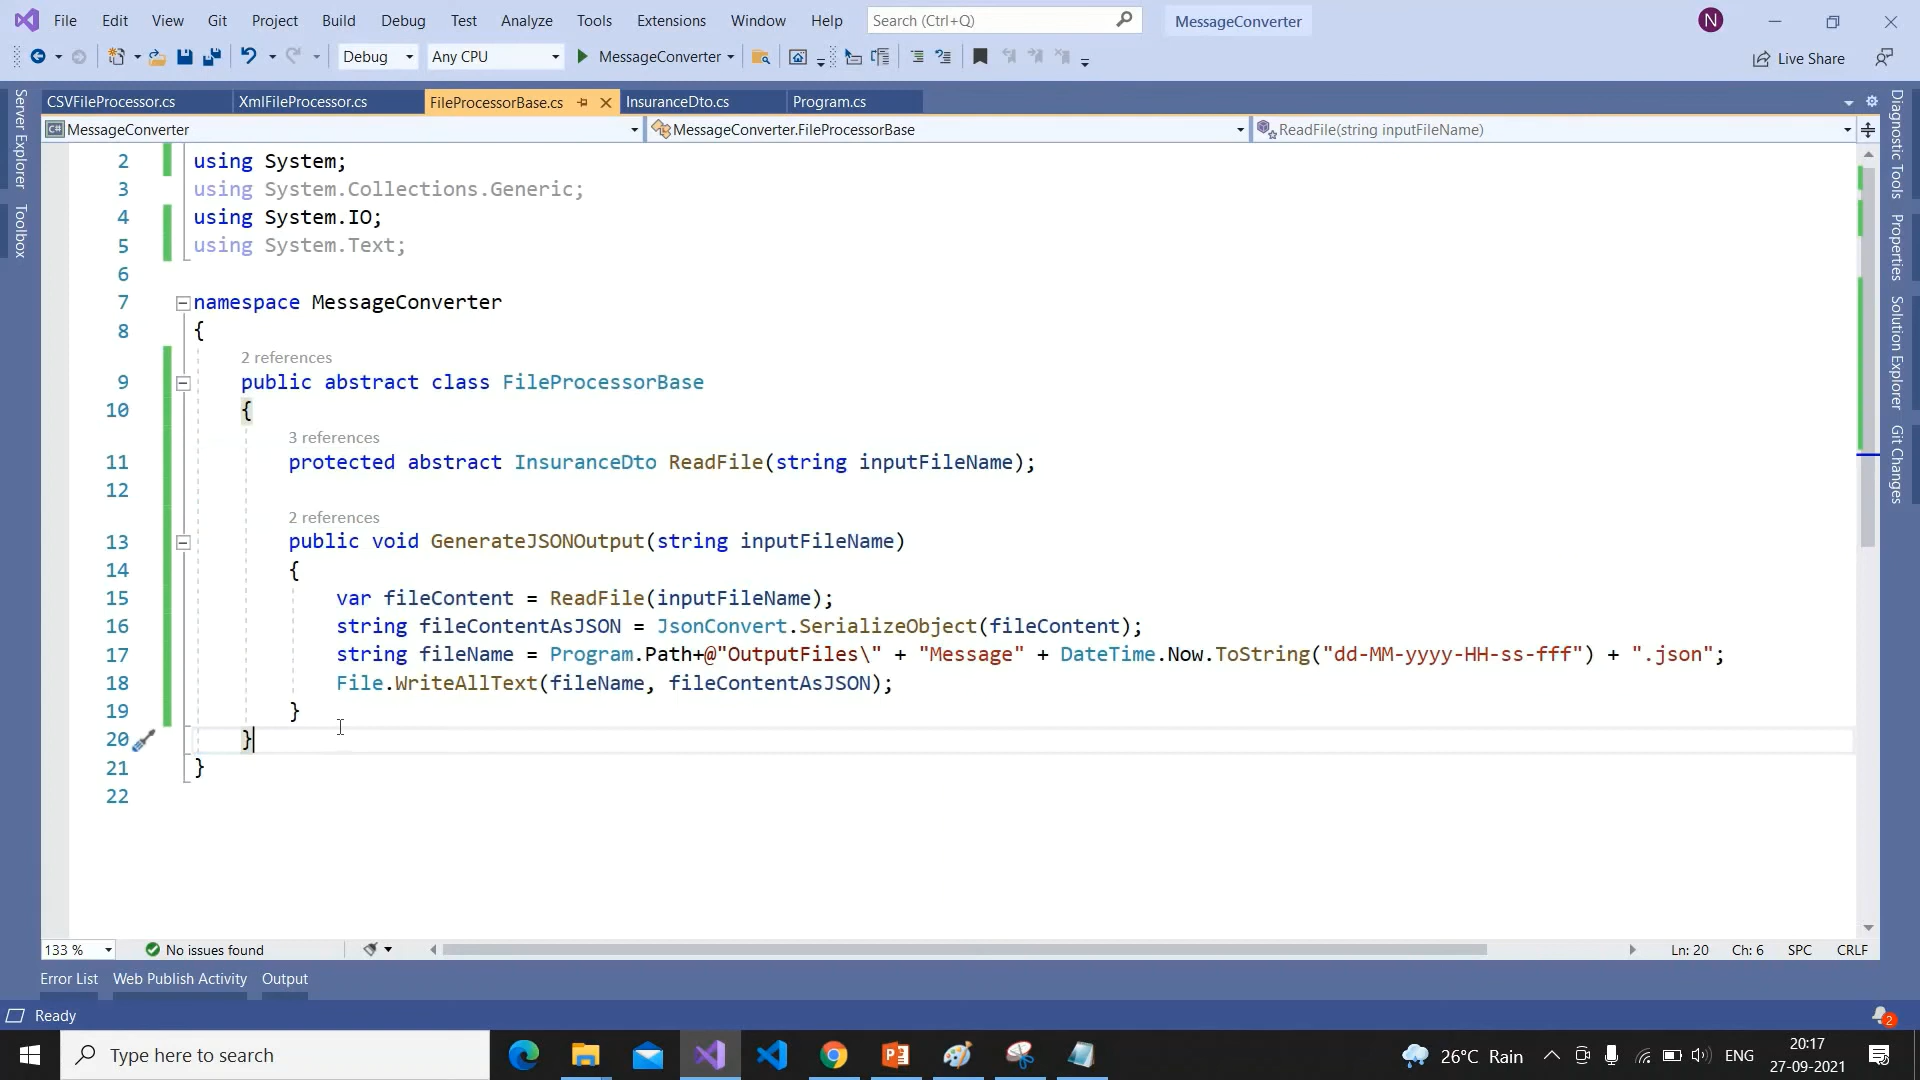 File Edit View Git Project Build Debug Test Analyze Tools Extensions Window Help Search (Ctrl+Q) MessageConverter N
Debug Any CPU MessageConverter Live Share
CSVFileProcessor.cs XmlFileProcessor.cs FileProcessorBase.cs InsuranceDto.cs Program.cs
C# MessageConverter MessageConverter.FileProcessorBase ReadFile(string inputFileName)
Server Explorer
Toolbox
Diagnostic Tools
Properties
Solution Explorer
Git Changes
2 using System;
3 using System.Collections.Generic;
4 using System.IO;
5 using System.Text;
6
7 namespace MessageConverter
8 {
2 references
9 public abstract class FileProcessorBase
10 {
3 references
11 protected abstract InsuranceDto ReadFile(string inputFileName);
12
2 references
13 public void GenerateJSONOutput(string inputFileName)
14 {
15 var fileContent = ReadFile(inputFileName);
16 string fileContentAsJSON = JsonConvert.SerializeObject(fileContent);
17 string fileName = Program.Path+@"OutputFiles\" + "Message" + DateTime.Now.ToString("dd-MM-yyyy-HH-ss-fff") + ".json";
18 File.WriteAllText(fileName, fileContentAsJSON);
19 }
20 }
21 }
22
133 % No issues found Ln: 20 Ch: 6 SPC CRLF
Error List Web Publish Activity Output
Ready 2
Type here to search 26°C Rain ENG 20:17
27-09-2021